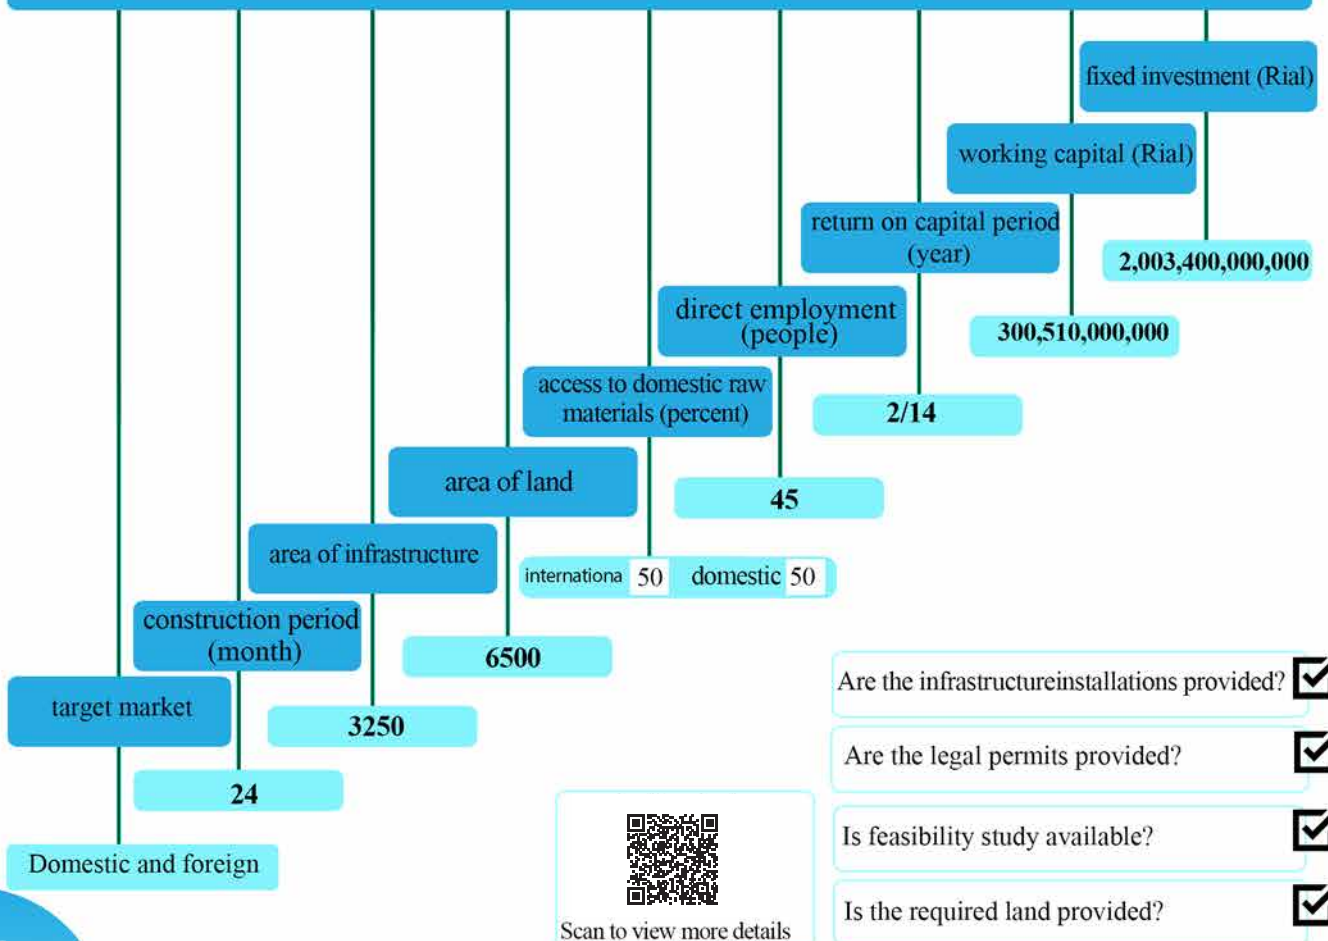 fixed investment (Rial)
2,003,400,000,000
working capital (Rial)
300,510,000,000
return on capital period
(year)
2/14
direct employment
(people)
45
access to domestic raw
materials (percent)
internationa 50 domestic 50
area of land
6500
area of infrastructure
3250
construction period
(month)
24
target market
Domestic and foreign
Are the infrastructureinstallations provided?
Are the legal permits provided?
Is feasibility study available?
Is the required land provided?
Scan to view more details